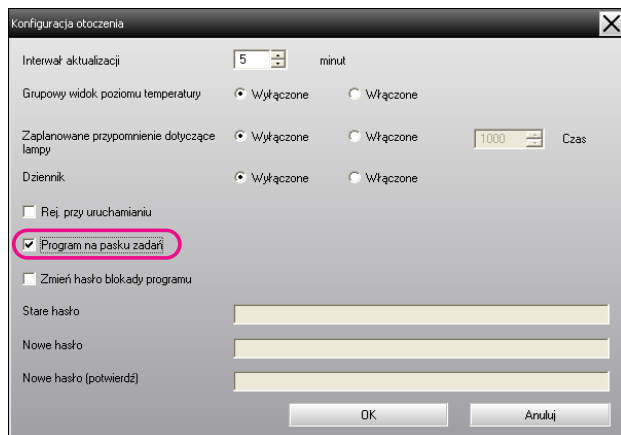 Konfiguracja otoczenia
Interwał aktualizacji 5 minut
Grupowy widok poziomu temperatury Wyłączone Włączone
Zaplanowane przypomnienie dotyczące
lampy Wyłączone Włączone 1000 Czas
Dziennik Wyłączone Włączone
Rej. przy uruchamianiu
Program na pasku zadań
Zmień hasło blokady programu
Stare hasło
Nowe hasło
Nowe hasło (potwierdź)
OK Anuluj